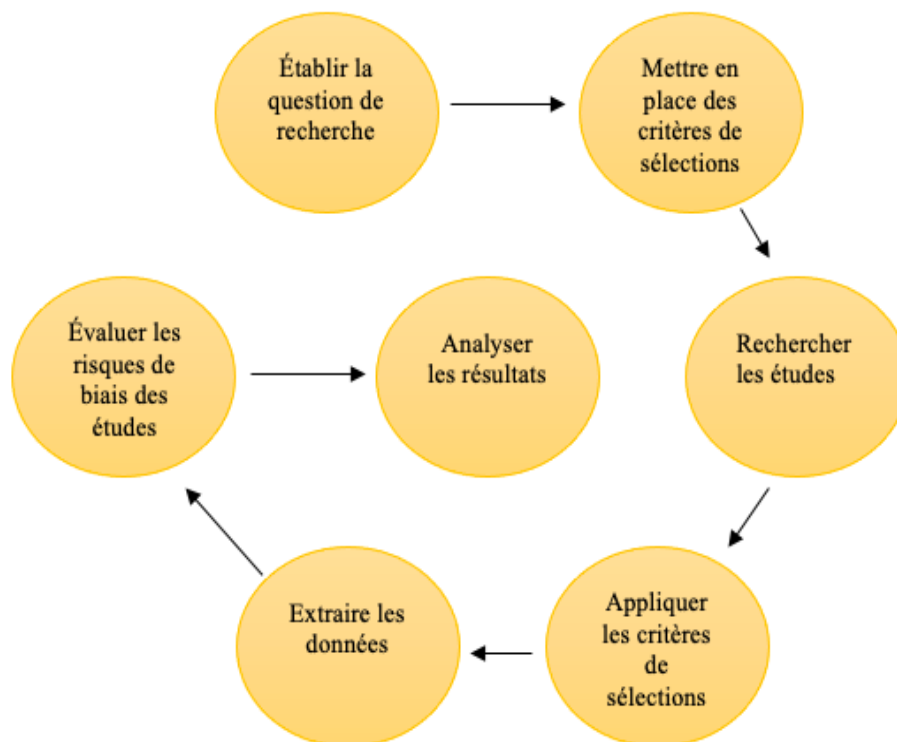 Établir la
question de
recherche
Mettre en
place des
critères de
sélections
Rechercher
les études
Appliquer
les critères
de
sélections
Extraire les
données
Évaluer les
risques de
biais des
études
Analyser
les résultats